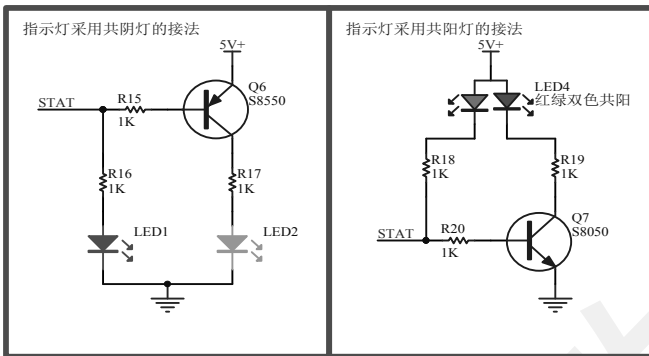 指示灯采用共阴灯的接法
5V+
Q6
S8550
STAT
R15
1K
R16
1K
R17
1K
LED1
LED2
指示灯采用共阳灯的接法
5V+
LED4
红绿双色共阳
R18
1K
R19
1K
STAT
R20
1K
Q7
S8050